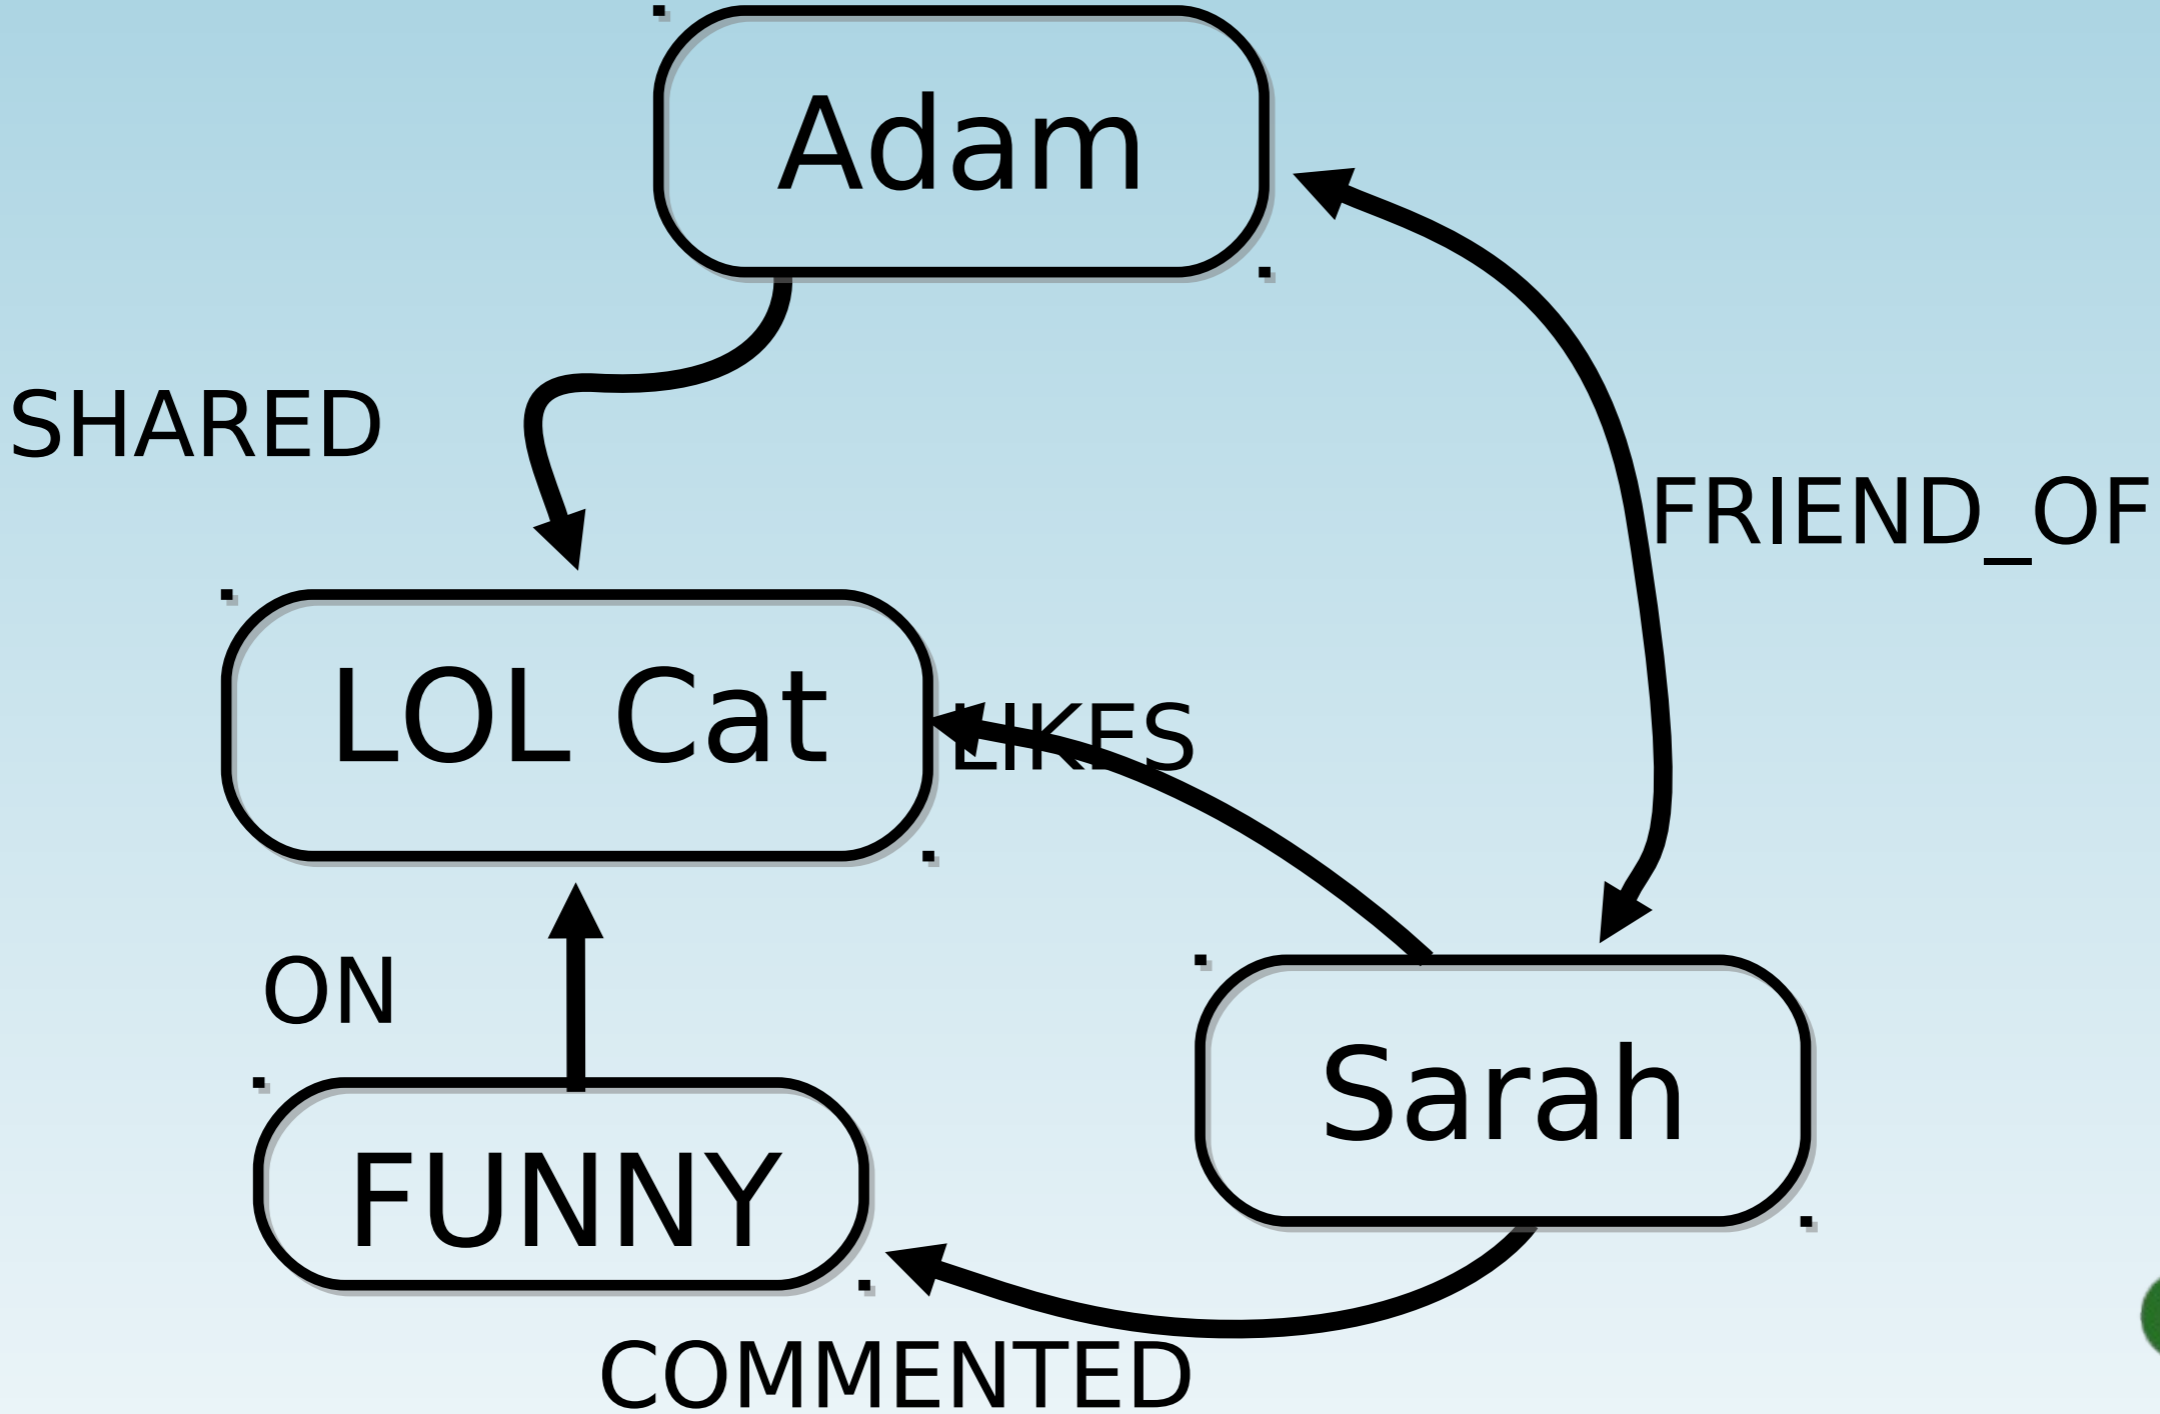 Adam
SHARED
FRIEND_OF
LOL Cat
LIKES
ON
Sarah
FUNNY
COMMENTED